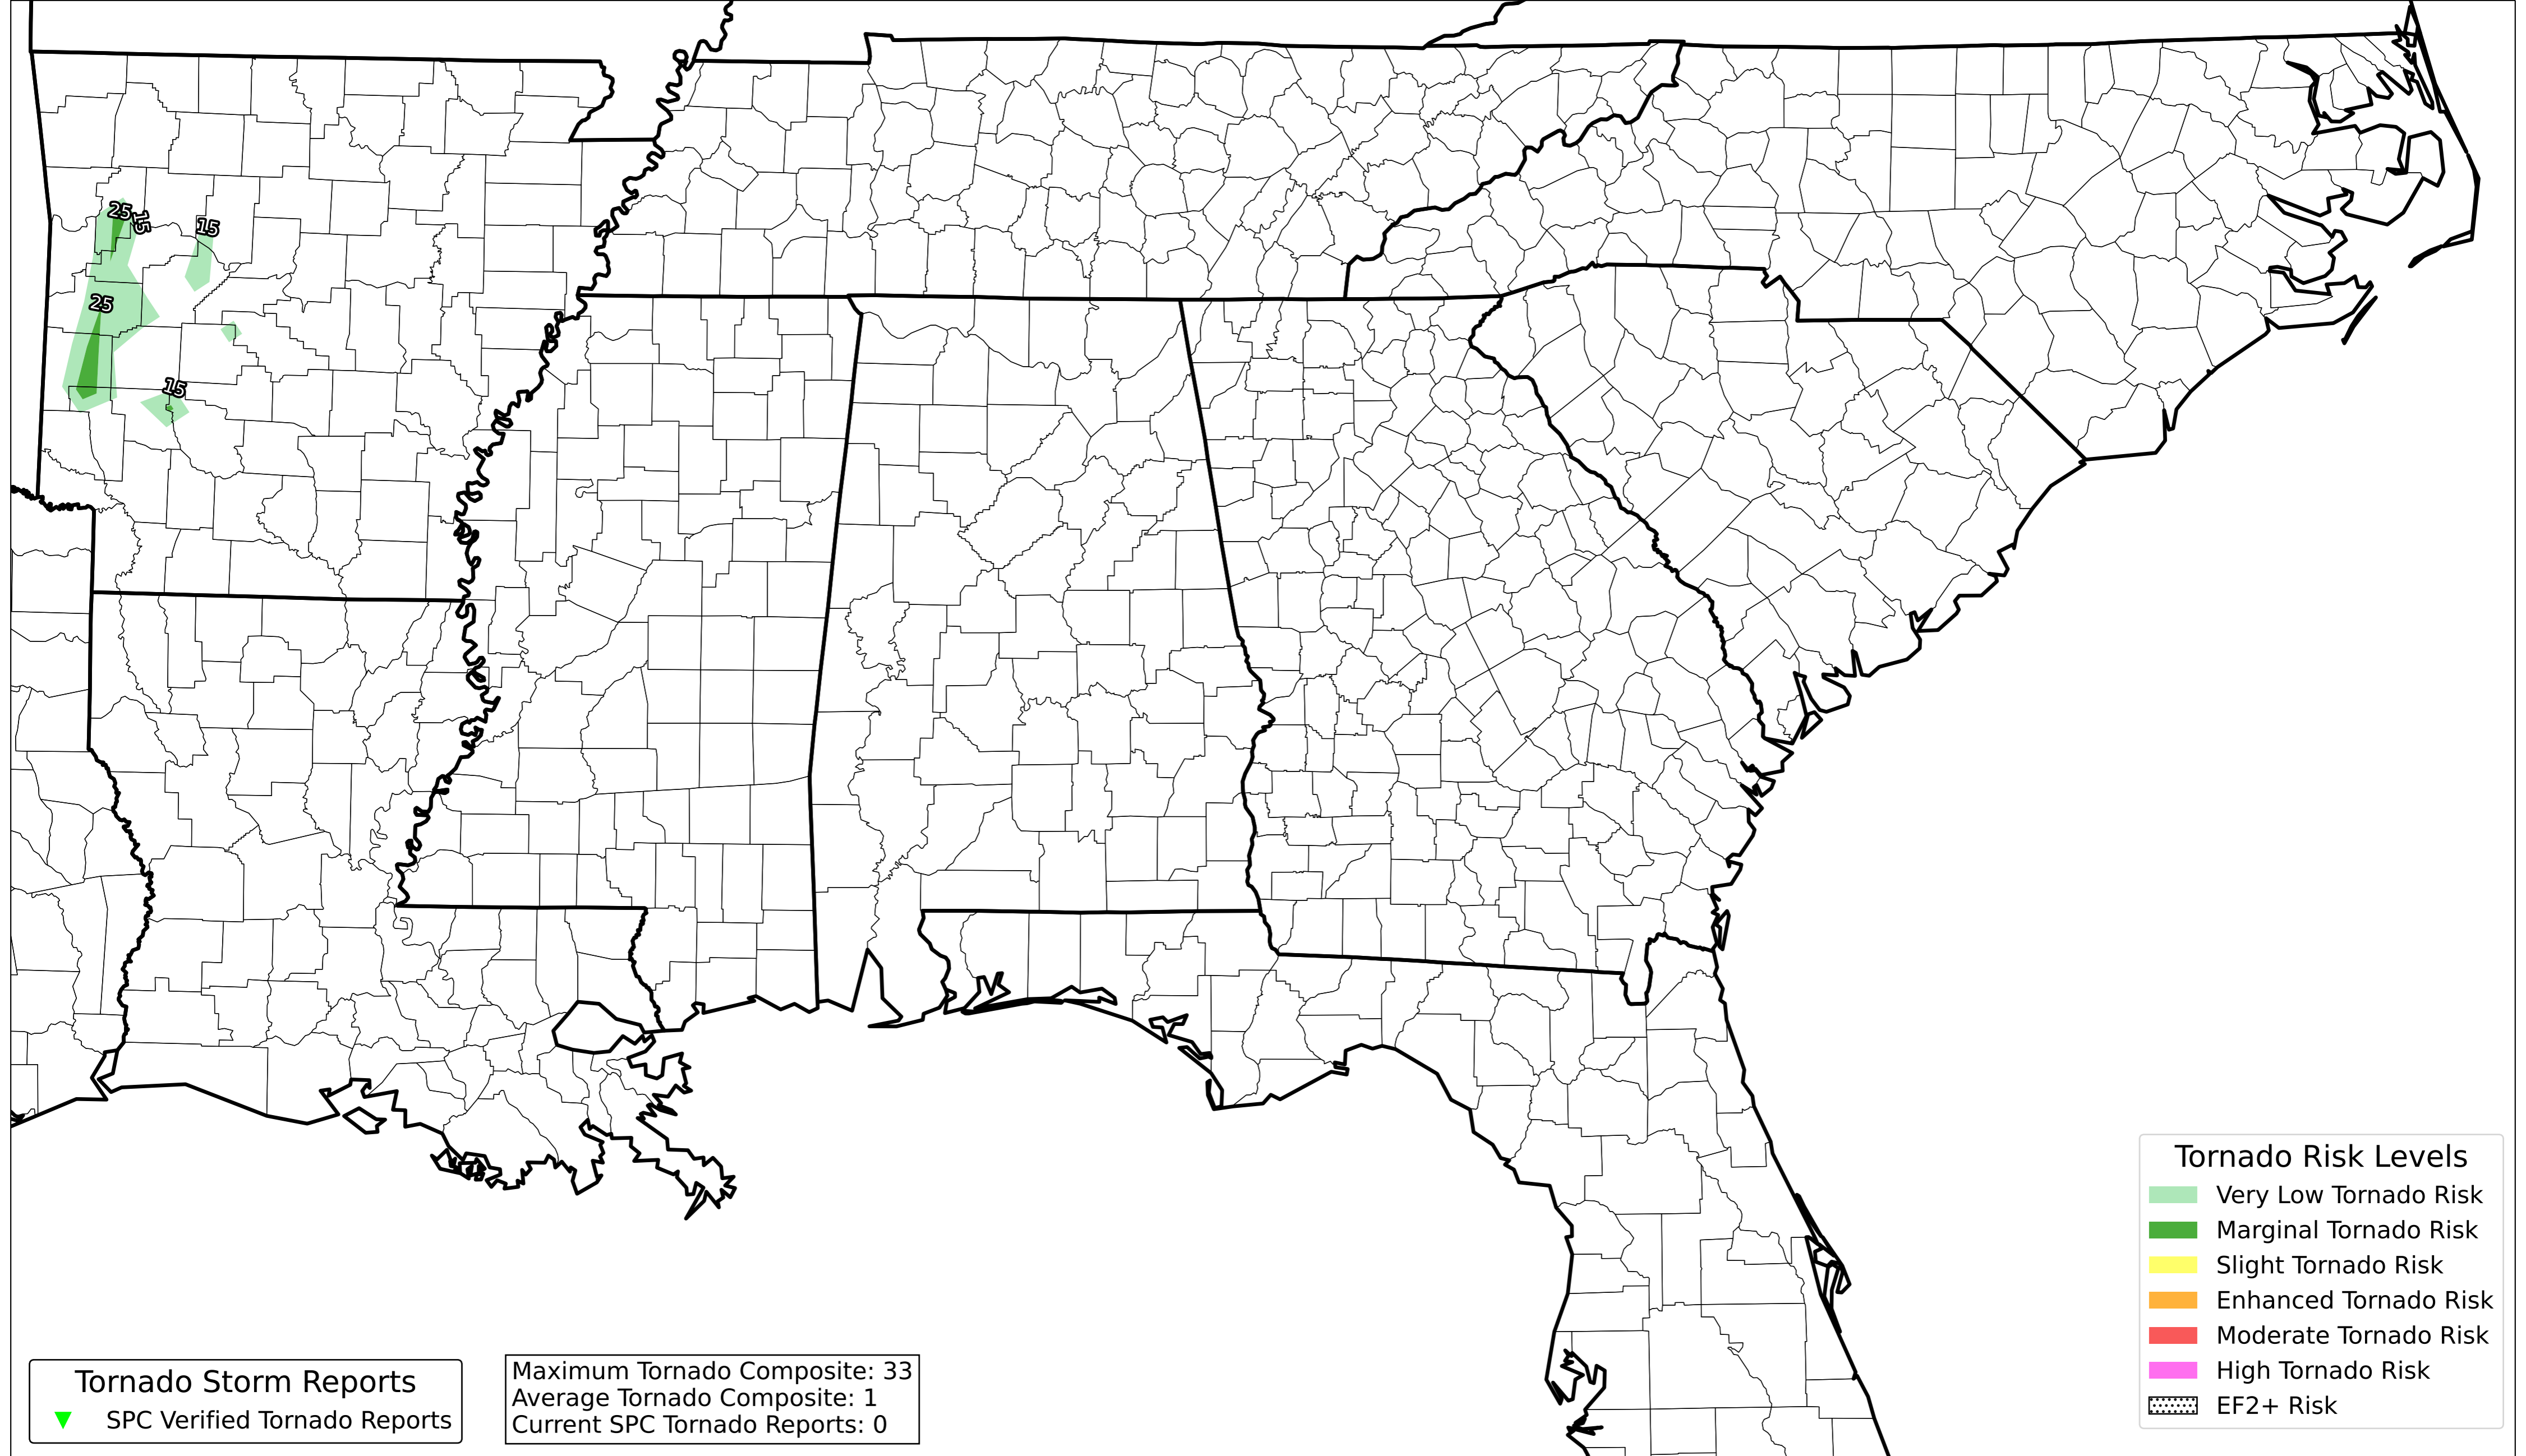 25
15
15
25
15
Tornado Risk Levels
Very Low Tornado Risk
Marginal Tornado Risk
Slight Tornado Risk
Enhanced Tornado Risk
Moderate Tornado Risk
High Tornado Risk
EF2+ Risk
Tornado Storm Reports
SPC Verified Tornado Reports
Maximum Tornado Composite: 33
Average Tornado Composite: 1
Current SPC Tornado Reports: 0